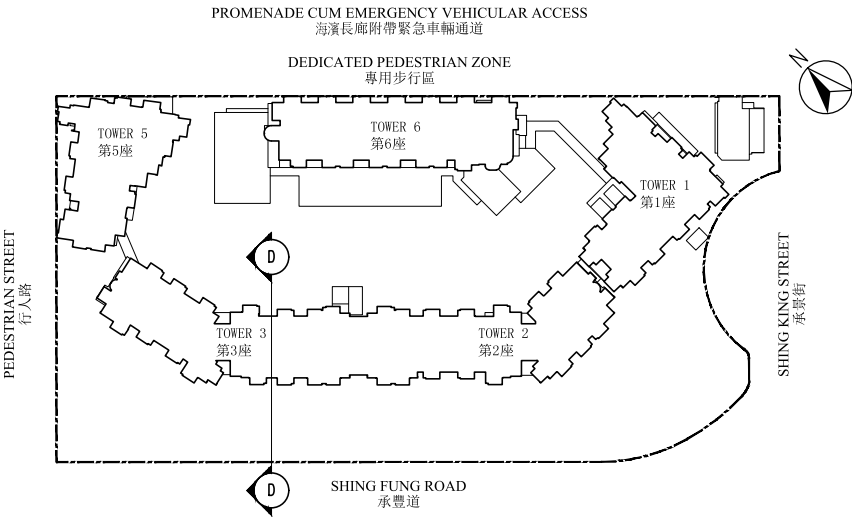 PROMENADE CUM EMERGENCY VEHICULAR ACCESS
海濱長廊附帶緊急車輛通道
DEDICATED PEDESTRIAN ZONE
專用步行區
N
TOWER 5
第5座
TOWER 6
第6座
TOWER 1
第1座
PEDESTRIAN STREET
行人路
D
SHING KING STREET
承景街
TOWER 3
第3座
TOWER 2
第2座
D
SHING FUNG ROAD
承豐道